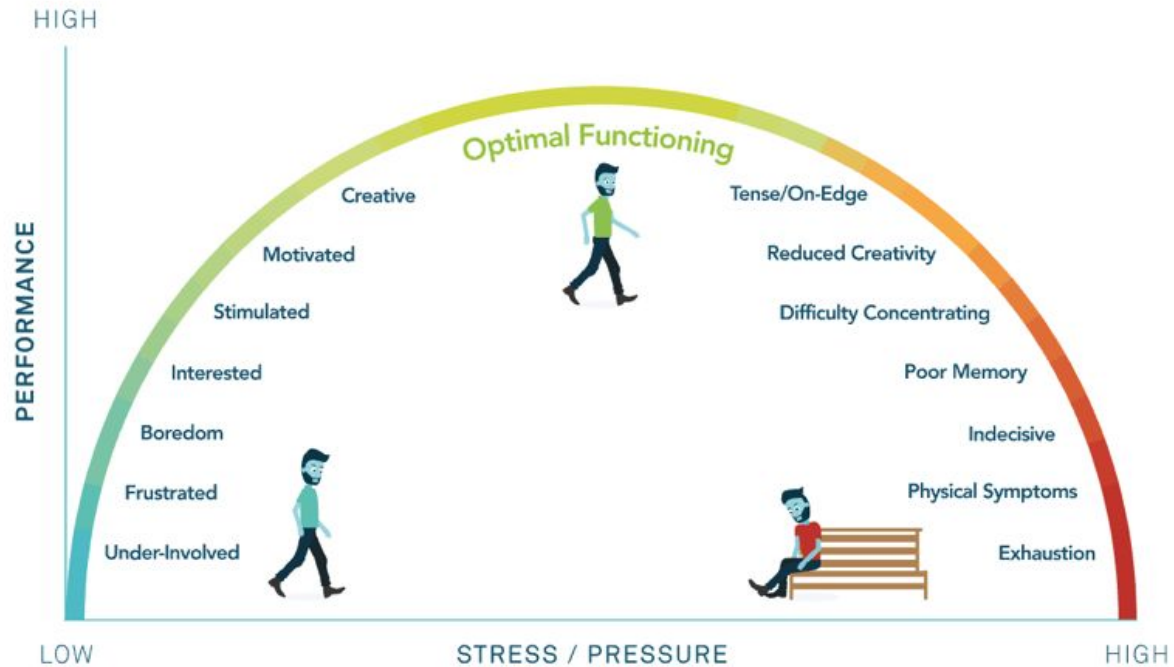 HIGH
PERFORMANCE
Optimal Functioning
Creative
Motivated
Stimulated
Interested
Boredom
Frustrated
Under-Involved
Tense/On-Edge
Reduced Creativity
Difficulty Concentrating
Poor Memory
Indecisive
Physical Symptoms
Exhaustion
LOW
STRESS / PRESSURE
HIGH